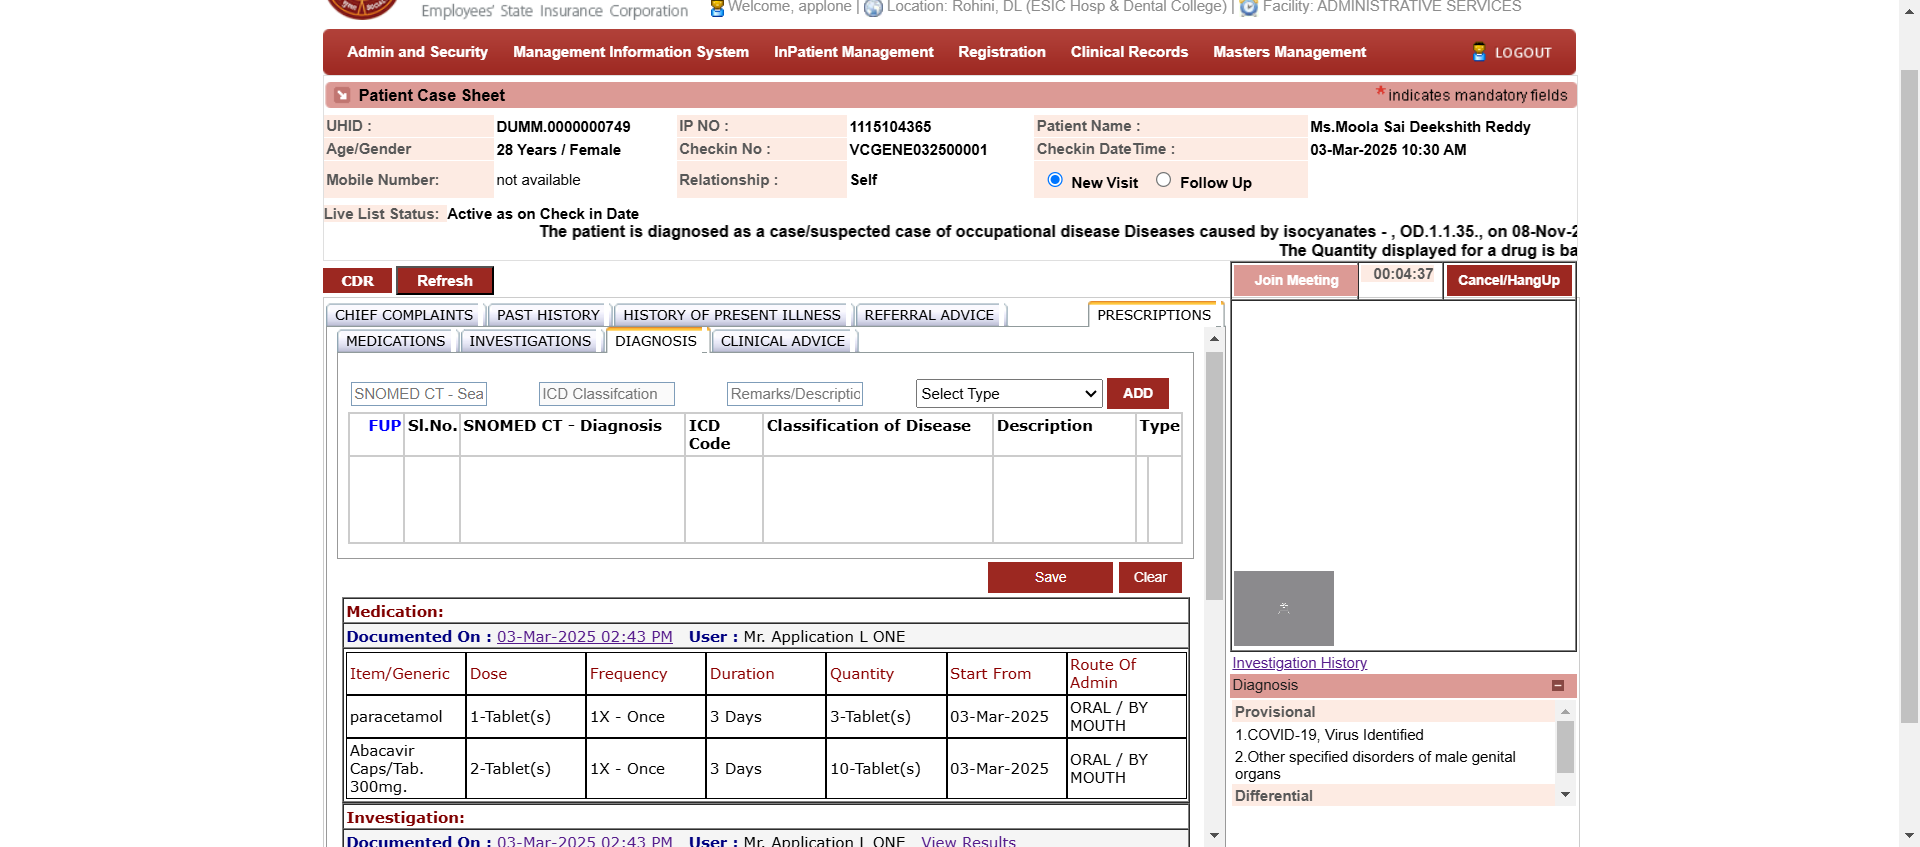 Employees' State Insurance Corporation
Welcome, applone | Location: Rohini, DL (ESIC Hosp & Dental College) | Facility: ADMINISTRATIVE SERVICES
Admin and Security Management Information System InPatient Management Registration Clinical Records Masters Management LOGOUT
Patient Case Sheet * indicates mandatory fields
UHID : DUMM.0000000749 IP NO : 1115104365 Patient Name : Ms.Moola Sai Deekshith Reddy
Age/Gender 28 Years / Female Checkin No : VCGENE032500001 Checkin DateTime : 03-Mar-2025 10:30 AM
Mobile Number: not available Relationship : Self New Visit Follow Up
Live List Status: Active as on Check in Date
The patient is diagnosed as a case/suspected case of occupational disease Diseases caused by isocyanates - , OD.1.1.35., on 08-Nov-2
The Quantity displayed for a drug is ba
CDR Refresh
Join Meeting 00:04:37 Cancel/HangUp
CHIEF COMPLAINTS PAST HISTORY HISTORY OF PRESENT ILLNESS REFERRAL ADVICE PRESCRIPTIONS
MEDICATIONS INVESTIGATIONS DIAGNOSIS CLINICAL ADVICE
SNOMED CT - Sea ICD Classifcation Remarks/Descriptio Select Type ADD
FUP Sl.No. SNOMED CT - Diagnosis ICD Code Classification of Disease Description Type
Save Clear
Medication:
Documented On : 03-Mar-2025 02:43 PM User : Mr. Application L ONE
Item/Generic Dose Frequency Duration Quantity Start From Route Of Admin
paracetamol 1-Tablet(s) 1X - Once 3 Days 3-Tablet(s) 03-Mar-2025 ORAL / BY MOUTH
Abacavir Caps/Tab. 300mg. 2-Tablet(s) 1X - Once 3 Days 10-Tablet(s) 03-Mar-2025 ORAL / BY MOUTH
Investigation:
Documented On : 03-Mar-2025 02:43 PM User : Mr. Application L ONE View Results
Investigation History
Diagnosis
Provisional
1.COVID-19, Virus Identified
2.Other specified disorders of male genital
organs
Differential